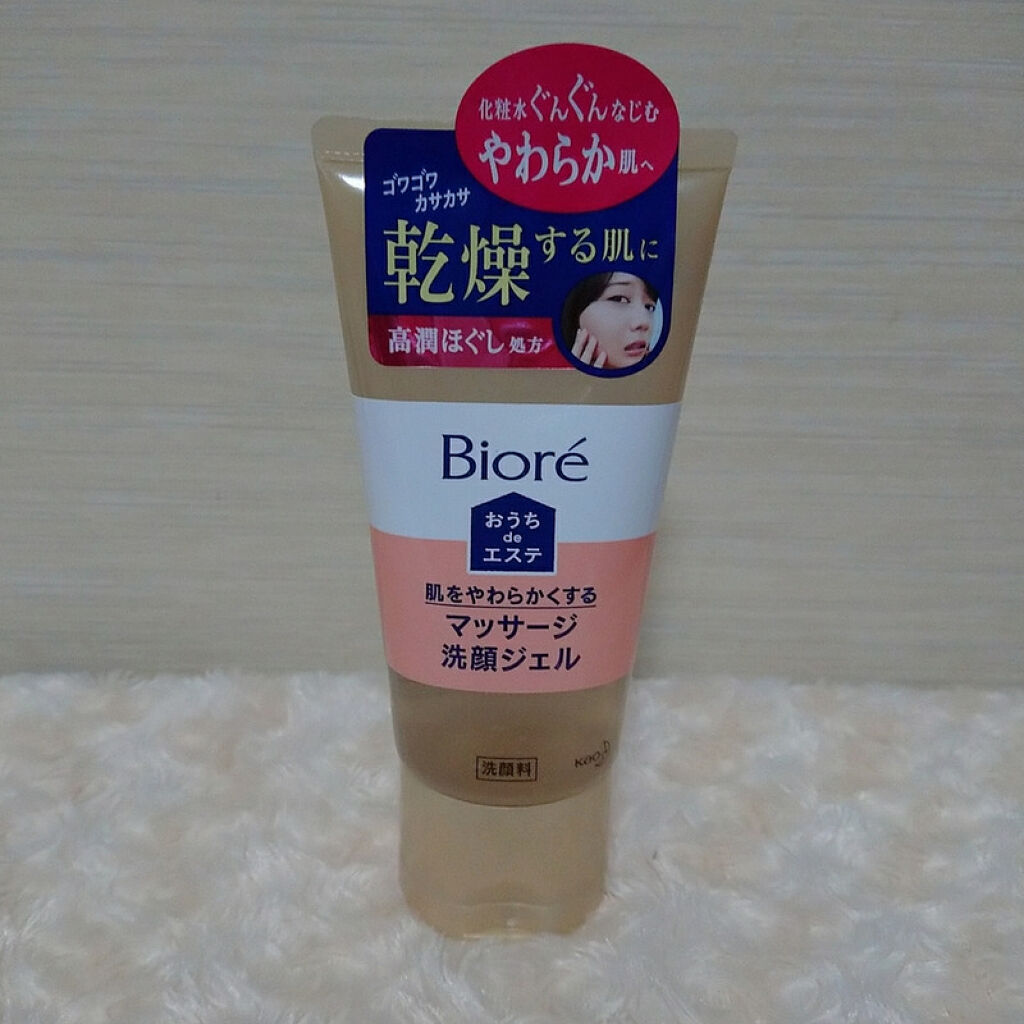 化粧水ぐんぐんなじむ
やわらか肌へ
ゴワゴワ
カサカサ
乾燥する肌に
高潤ほぐし処方
Bioré
おうち
de
エステ
肌をやわらかくする
マッサージ
洗顔ジェル
洗顔料
Kao